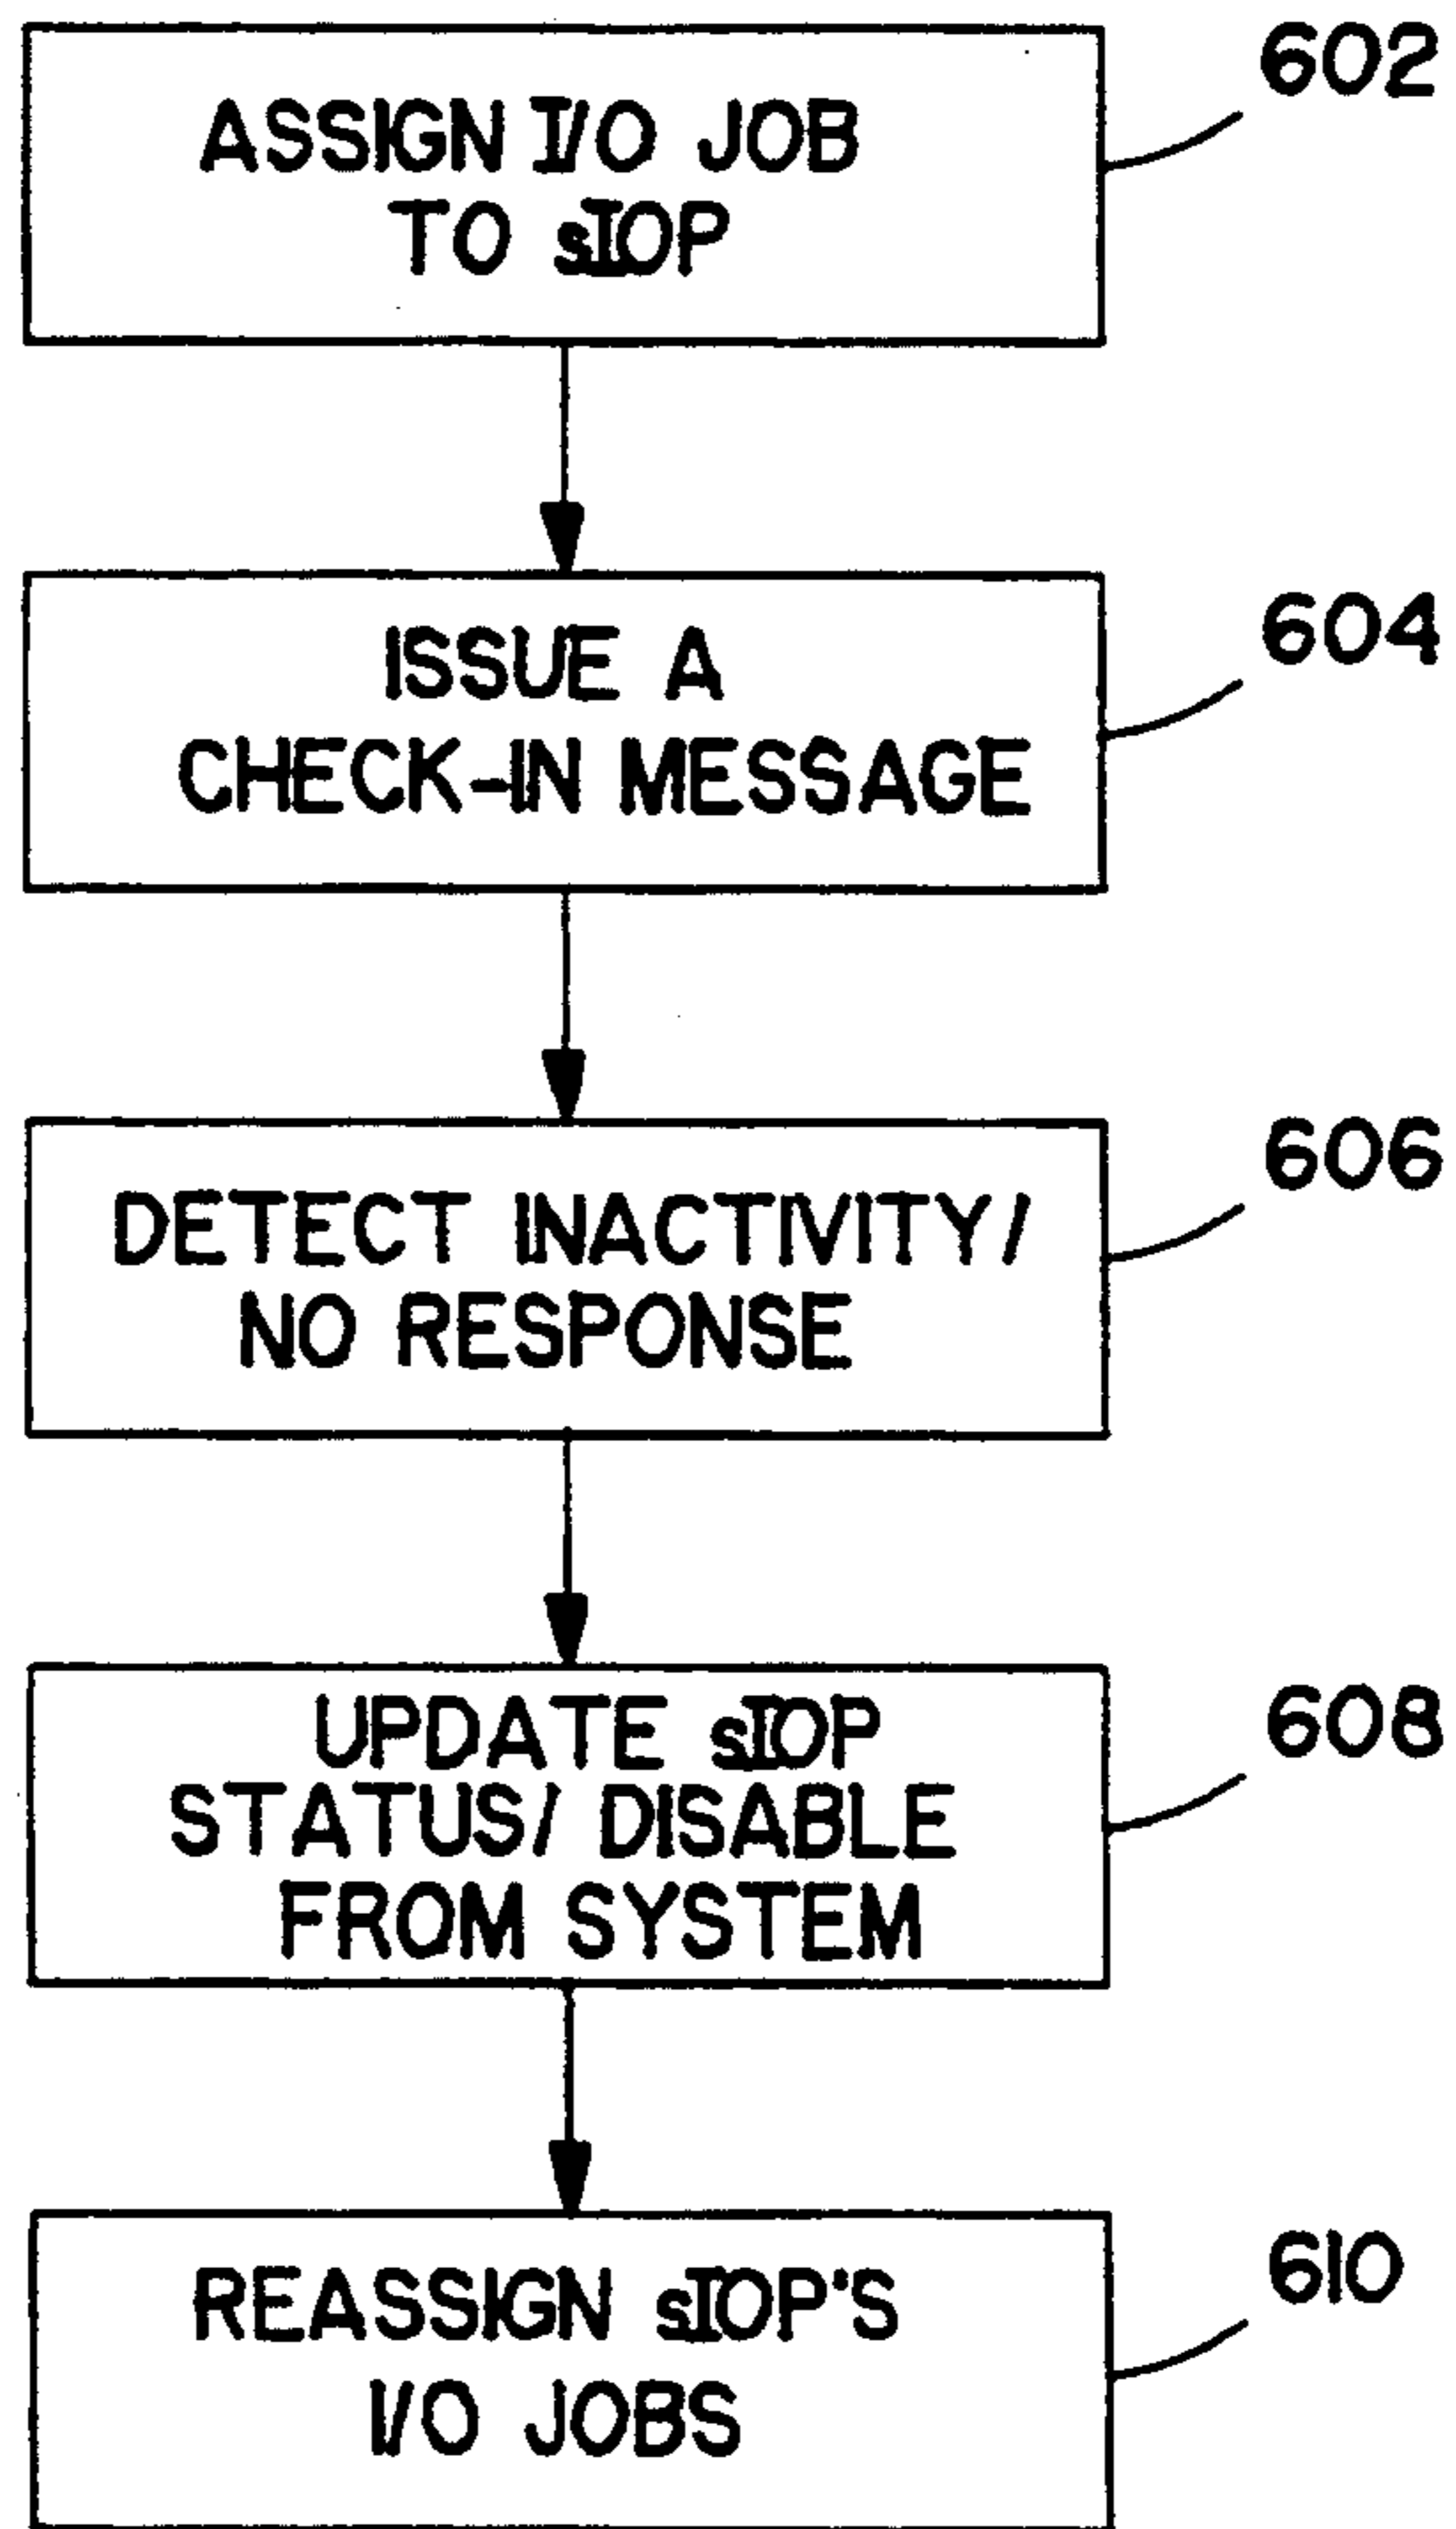 602
ASSIGN I/O JOB
TO sIOP
604
ISSUE A
CHECK-IN MESSAGE
606
DETECT INACTIVITY/
NO RESPONSE
608
UPDATE sIOP
STATUS/ DISABLE
FROM SYSTEM
610
REASSIGN sIOP'S
I/O JOBS